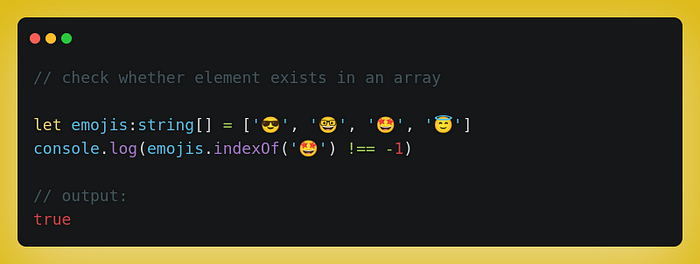 // check whether element exists in an array
let emojis:string[] = ['😎', '🤓', '🤩', '😇']
console.log(emojis.indexOf('🤩') !== -1)
// output:
true